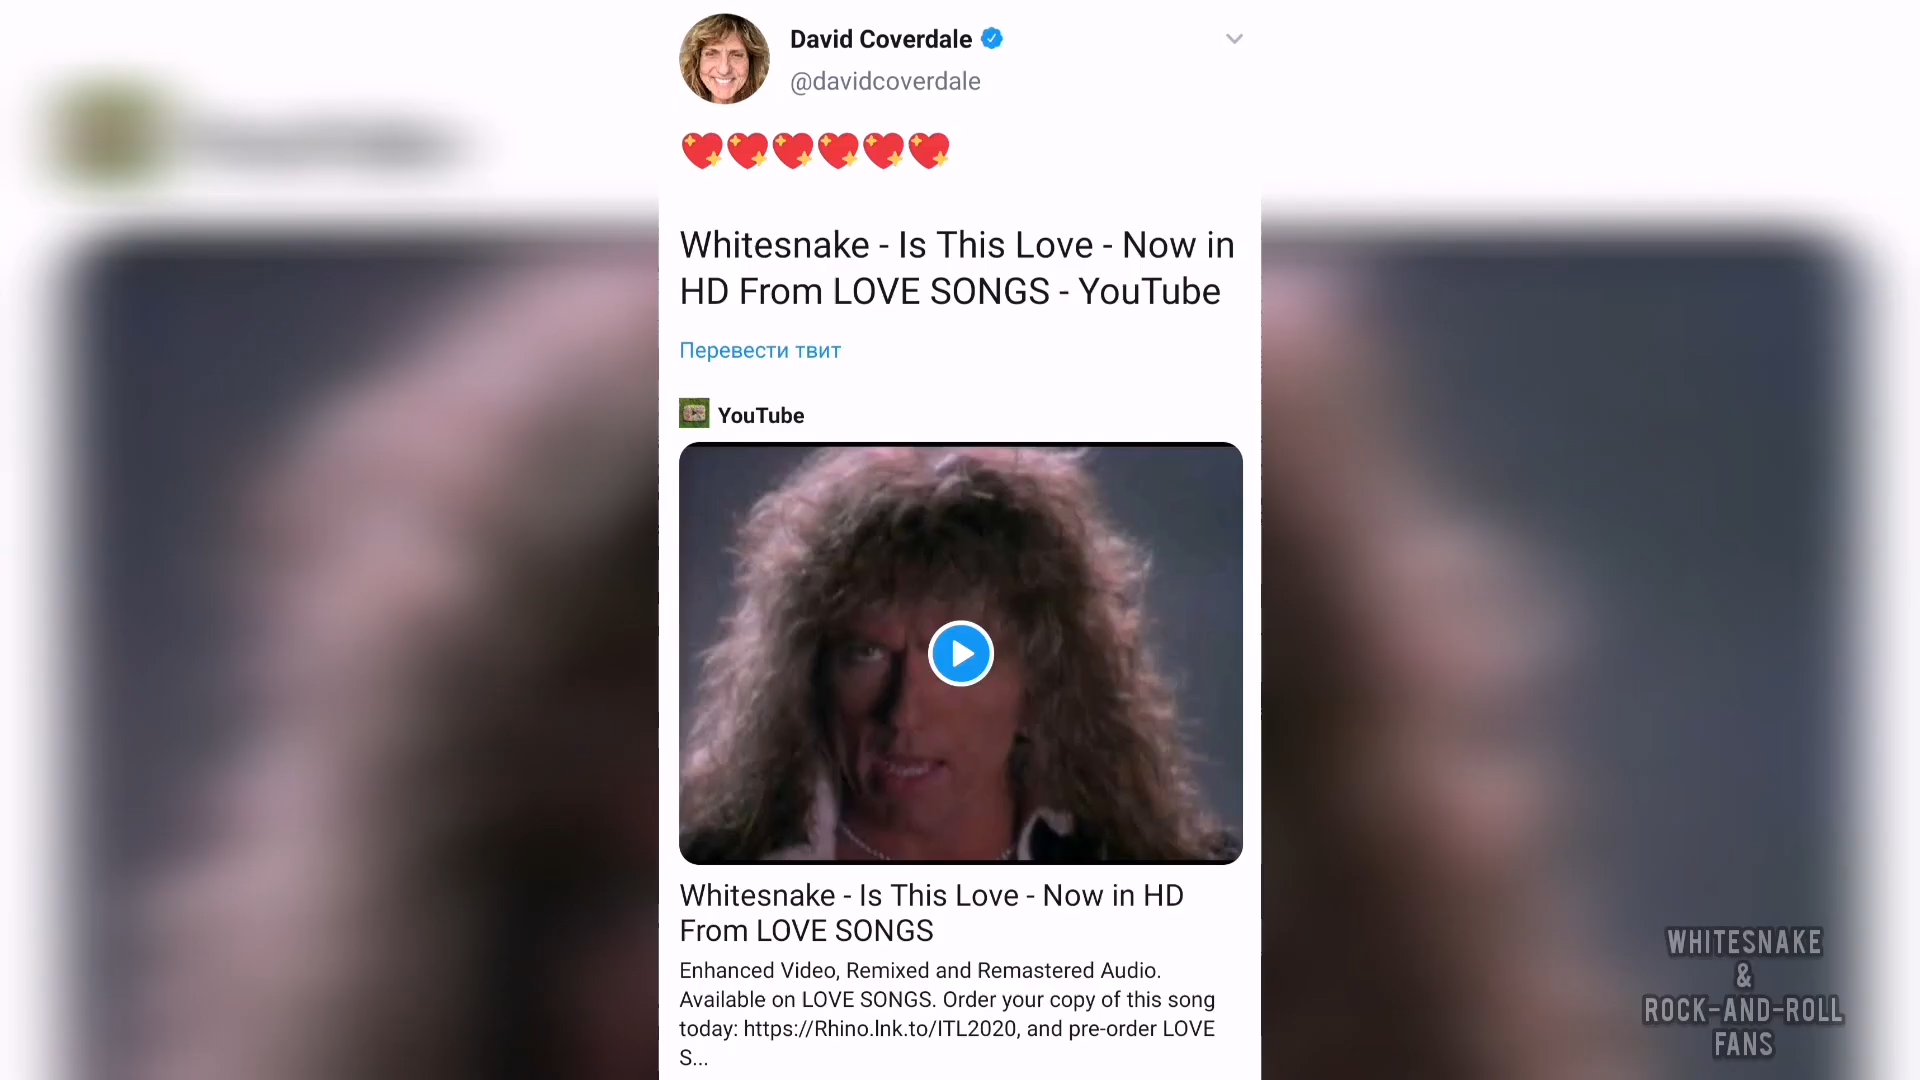 David Coverdale
@davidcoverdale
💖💖💖💖💖💖
Whitesnake - Is This Love - Now in
HD From LOVE SONGS - YouTube
Перевести твит
YouTube
Whitesnake - Is This Love - Now in HD
From LOVE SONGS
Enhanced Video, Remixed and Remastered Audio.
Available on LOVE SONGS. Order your copy of this song
today: https://Rhino.lnk.to/ITL2020, and pre-order LOVE
S...
WHITESNAKE
&
ROCK-AND-ROLL
FANS